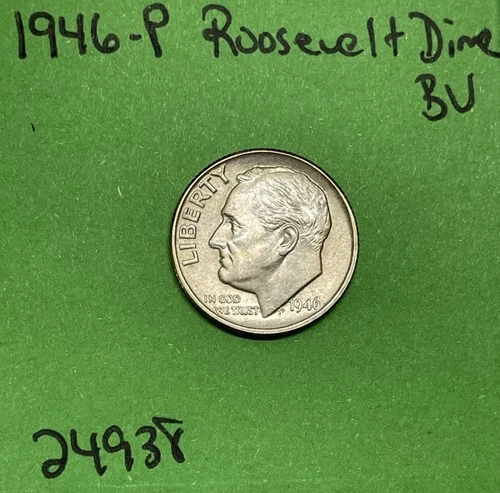 1946-P Roosevelt Dime
BU
LIBERTY
IN GOD
WE TRUST
1946
24938